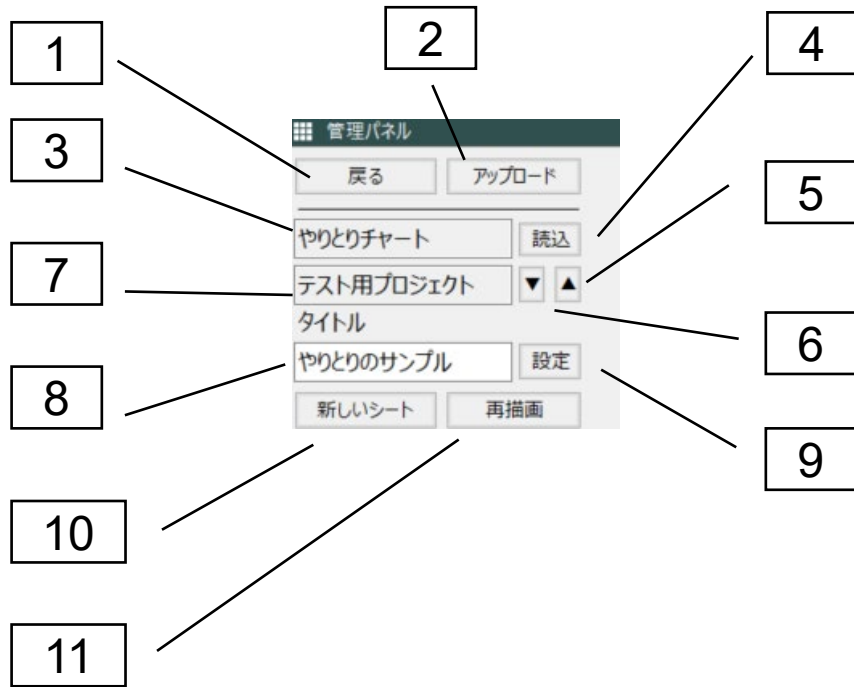 1
2
4
3
管理パネル
戻る アップロード
5
やりとりチャート 読込
7
テスト用プロジェクト ▼ ▲
タイトル
6
やりとりのサンプル 設定
8
新しいシート 再描画
9
10
11